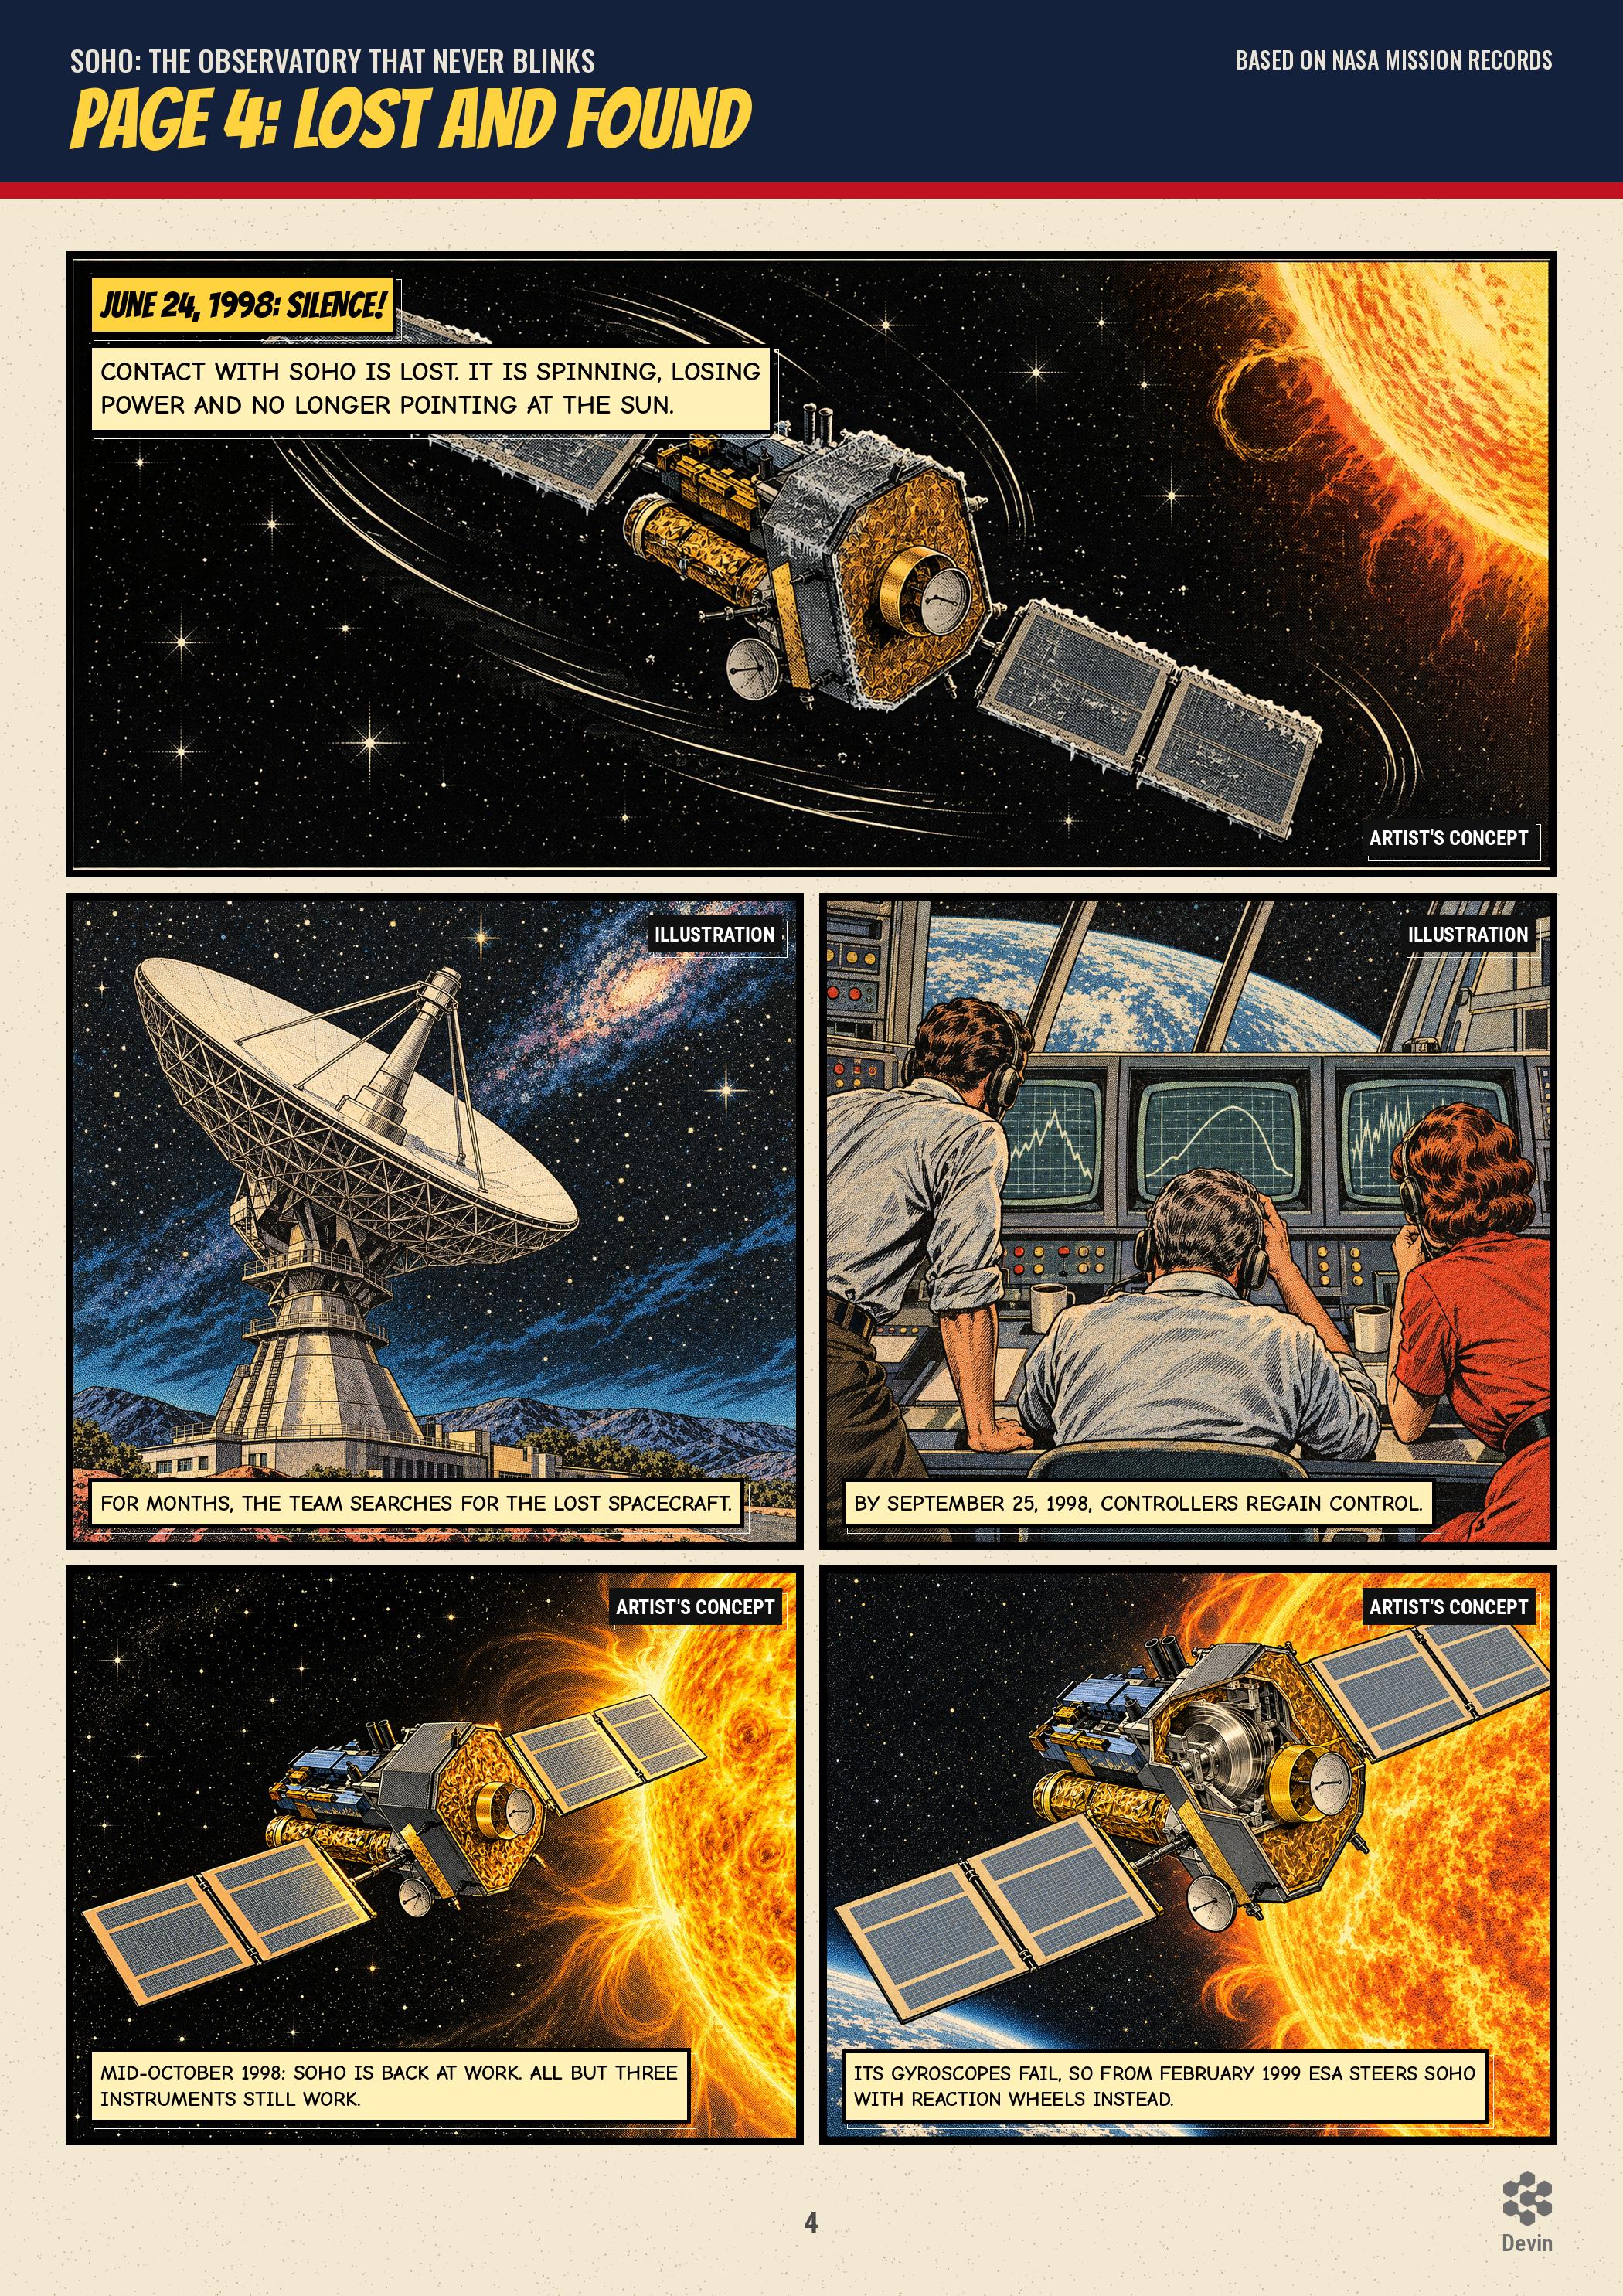 SOHO: THE OBSERVATORY THAT NEVER BLINKS
BASED ON NASA MISSION RECORDS
PAGE 4: LOST AND FOUND
JUNE 24, 1998: SILENCE!
CONTACT WITH SOHO IS LOST. IT IS SPINNING, LOSING
POWER AND NO LONGER POINTING AT THE SUN.
ARTIST'S CONCEPT
ILLUSTRATION
FOR MONTHS, THE TEAM SEARCHES FOR THE LOST SPACECRAFT.
ILLUSTRATION
BY SEPTEMBER 25, 1998, CONTROLLERS REGAIN CONTROL.
ARTIST'S CONCEPT
MID-OCTOBER 1998: SOHO IS BACK AT WORK. ALL BUT THREE
INSTRUMENTS STILL WORK.
ARTIST'S CONCEPT
ITS GYROSCOPES FAIL, SO FROM FEBRUARY 1999 ESA STEERS SOHO
WITH REACTION WHEELS INSTEAD.
4
Devin